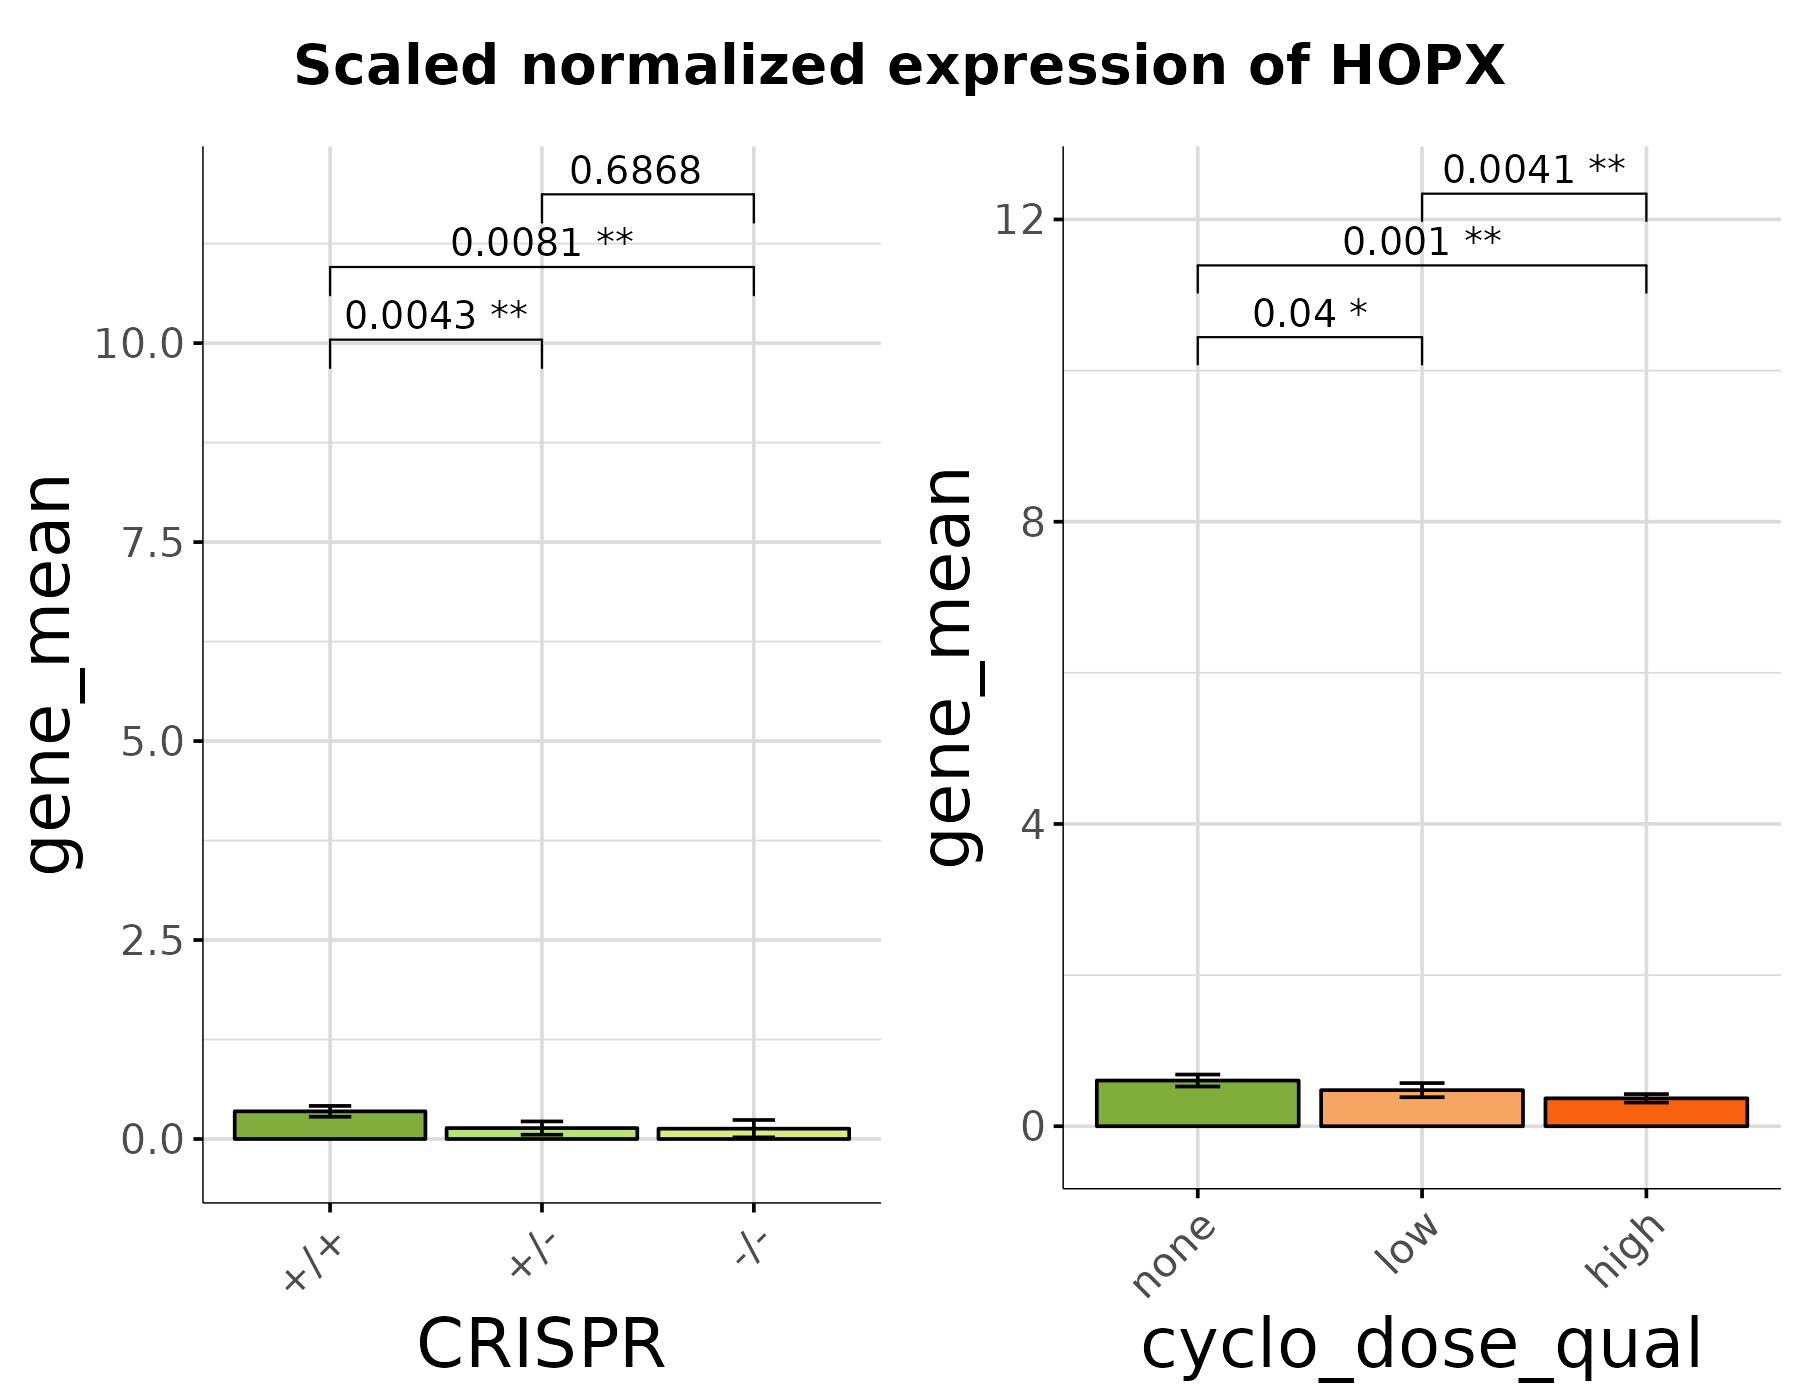 Scaled normalized expression of HOPX
gene_mean
10.0
7.5
5.0
2.5
0.0
0.6868
0.0081 **
0.0043 **
+/+
+/-
-/-
CRISPR
gene_mean
12
8
4
0
0.0041 **
0.001 **
0.04 *
none
low
high
cyclo_dose_qual